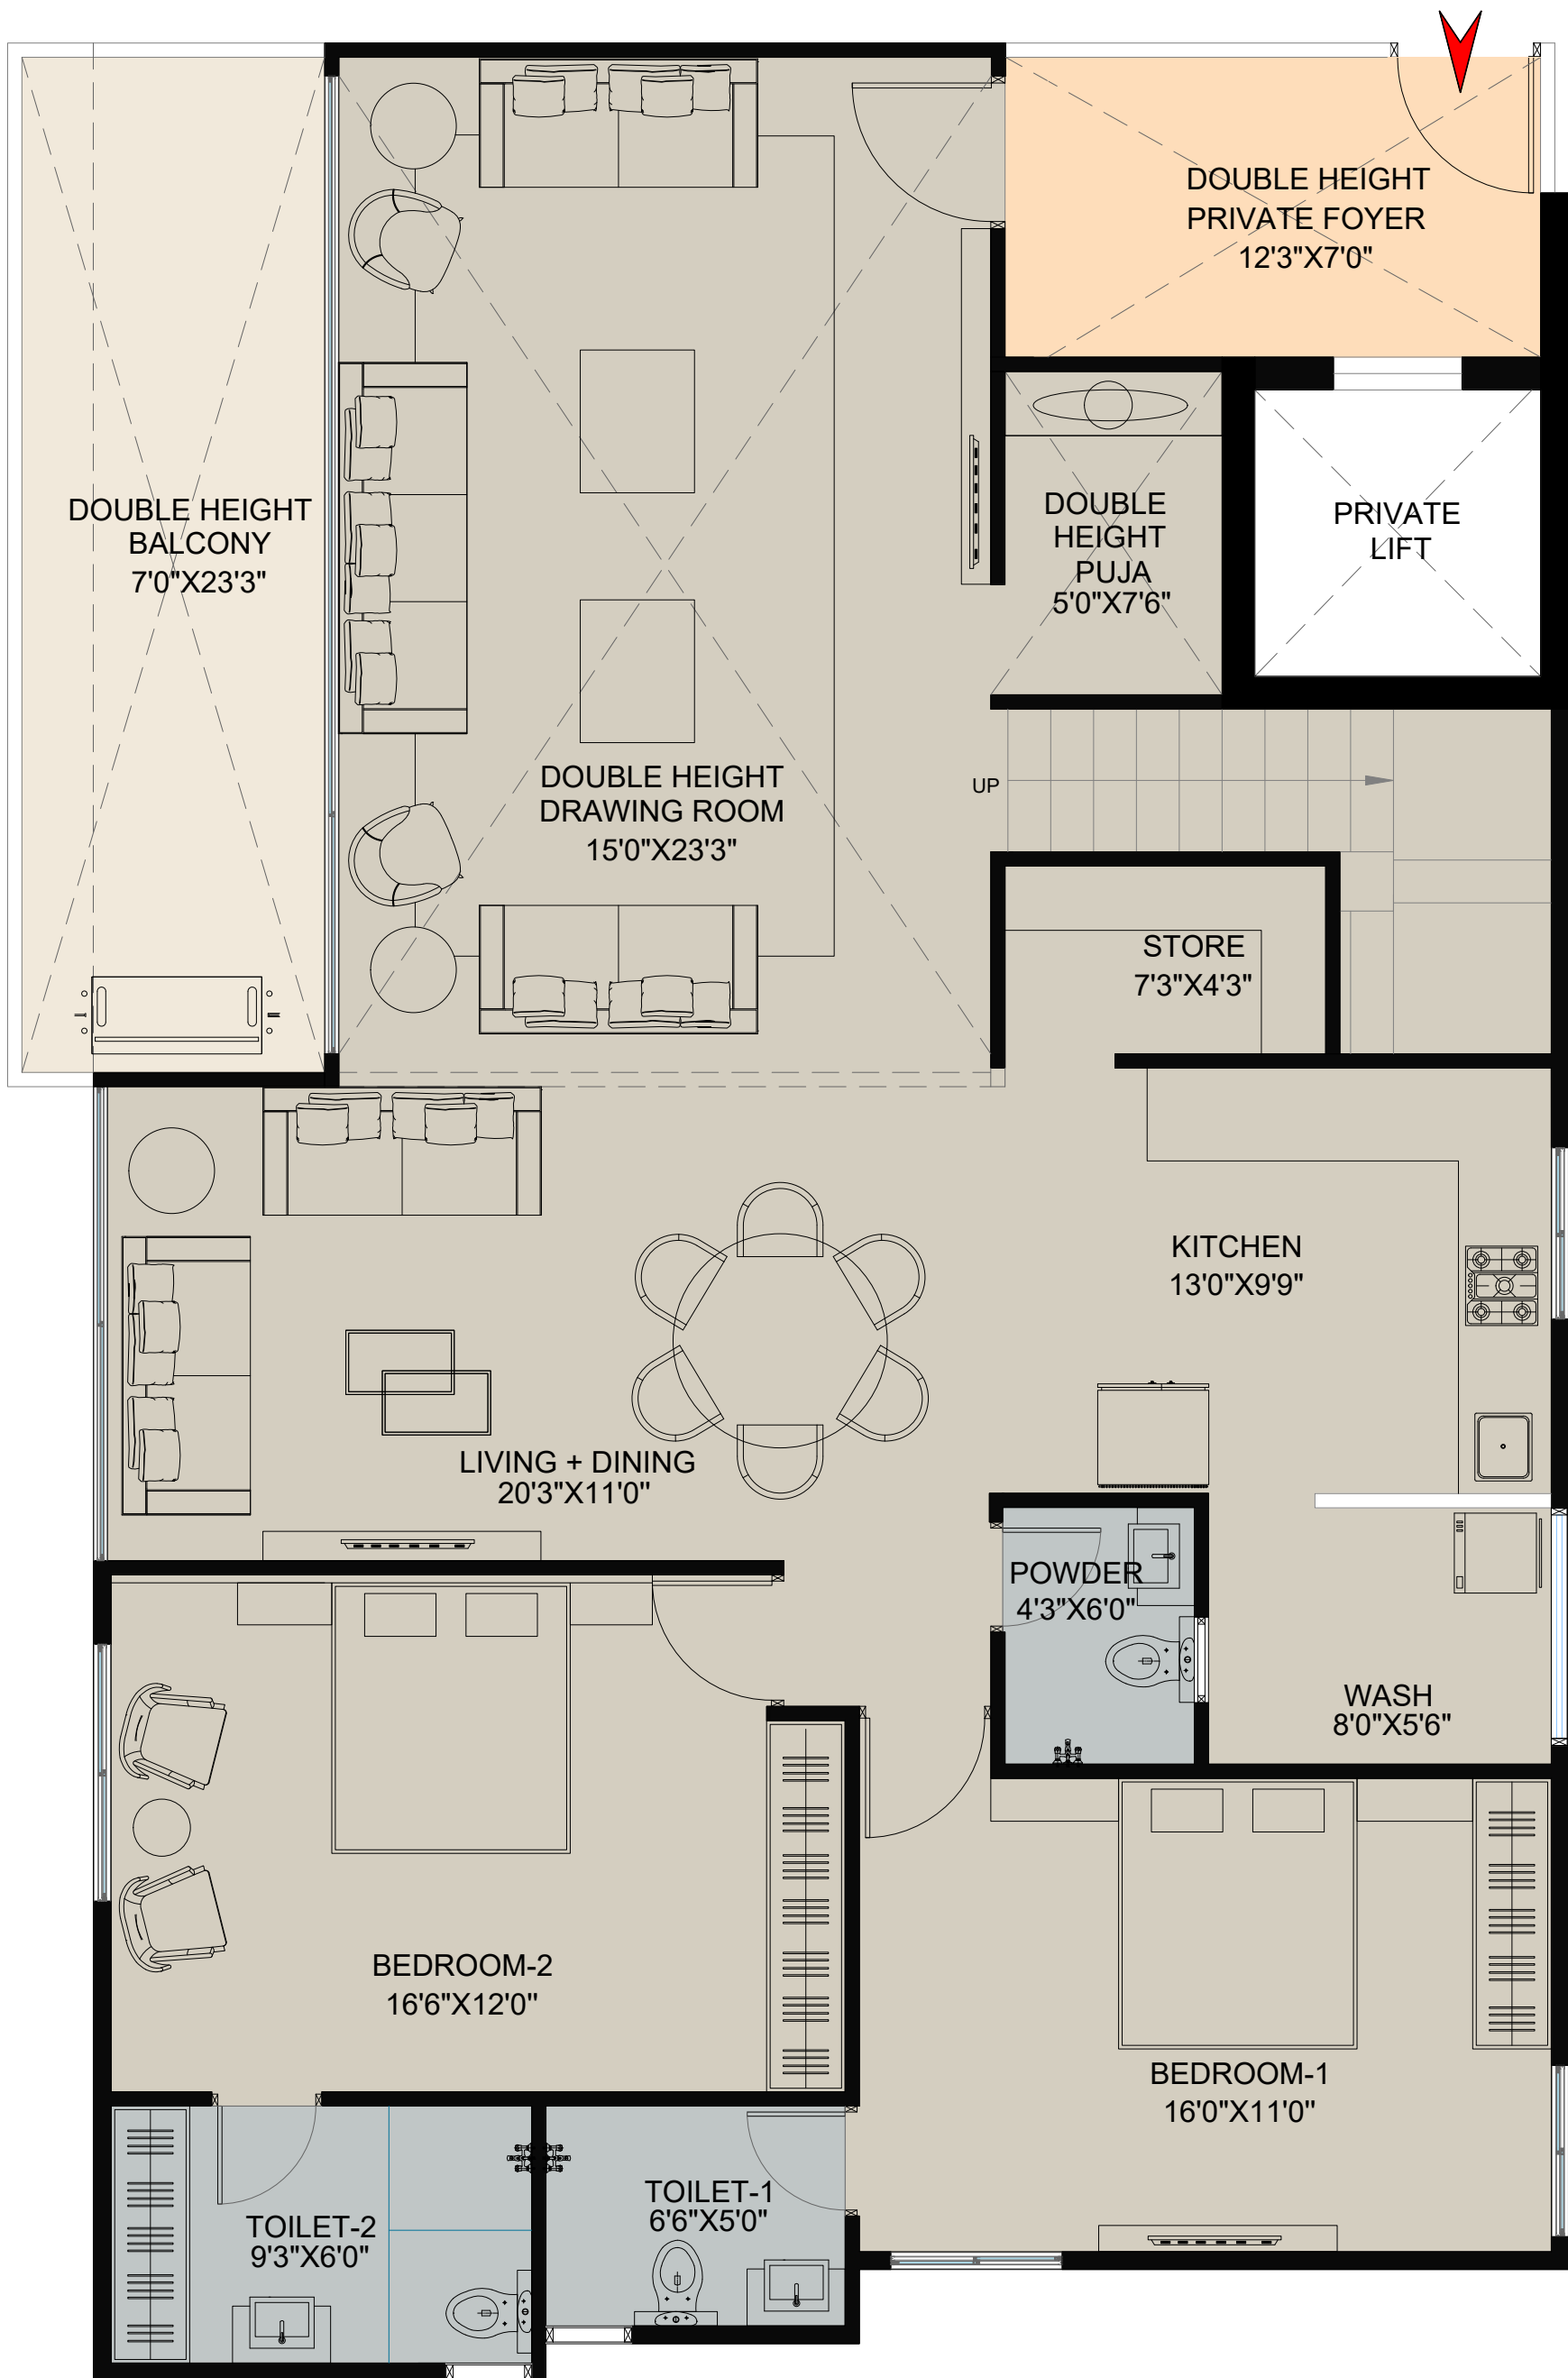 DOUBLE HEIGHT
PRIVATE FOYER
12'3"X7'0"
DOUBLE HEIGHT
BALCONY
7'0"X23'3"
DOUBLE
HEIGHT
PUJA
5'0"X7'6"
PRIVATE
LIFT
DOUBLE HEIGHT
DRAWING ROOM
15'0"X23'3"
UP
STORE
7'3"X4'3"
KITCHEN
13'0"X9'9"
LIVING + DINING
20'3"X11'0"
POWDER
4'3"X6'0"
WASH
8'0"X5'6"
BEDROOM-2
16'6"X12'0"
BEDROOM-1
16'0"X11'0"
TOILET-1
6'6"X5'0"
TOILET-2
9'3"X6'0"